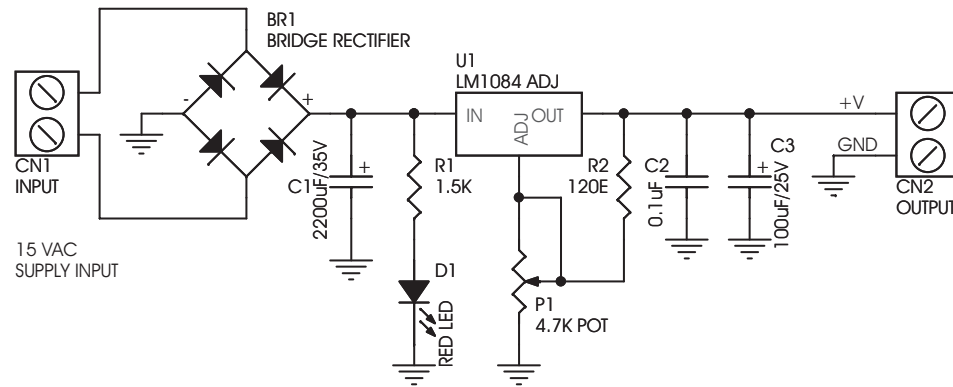 BR1
BRIDGE RECTIFIER
-
+
CN1
INPUT
15 VAC
SUPPLY INPUT
C1
2200uF/35V
+
R1
1.5K
D1
RED LED
U1
LM1084 ADJ
IN
ADJ
OUT
P1
4.7K POT
R2
120E
C2
0.1uF
+
C3
100uF/25V
+V
GND
CN2
OUTPUT